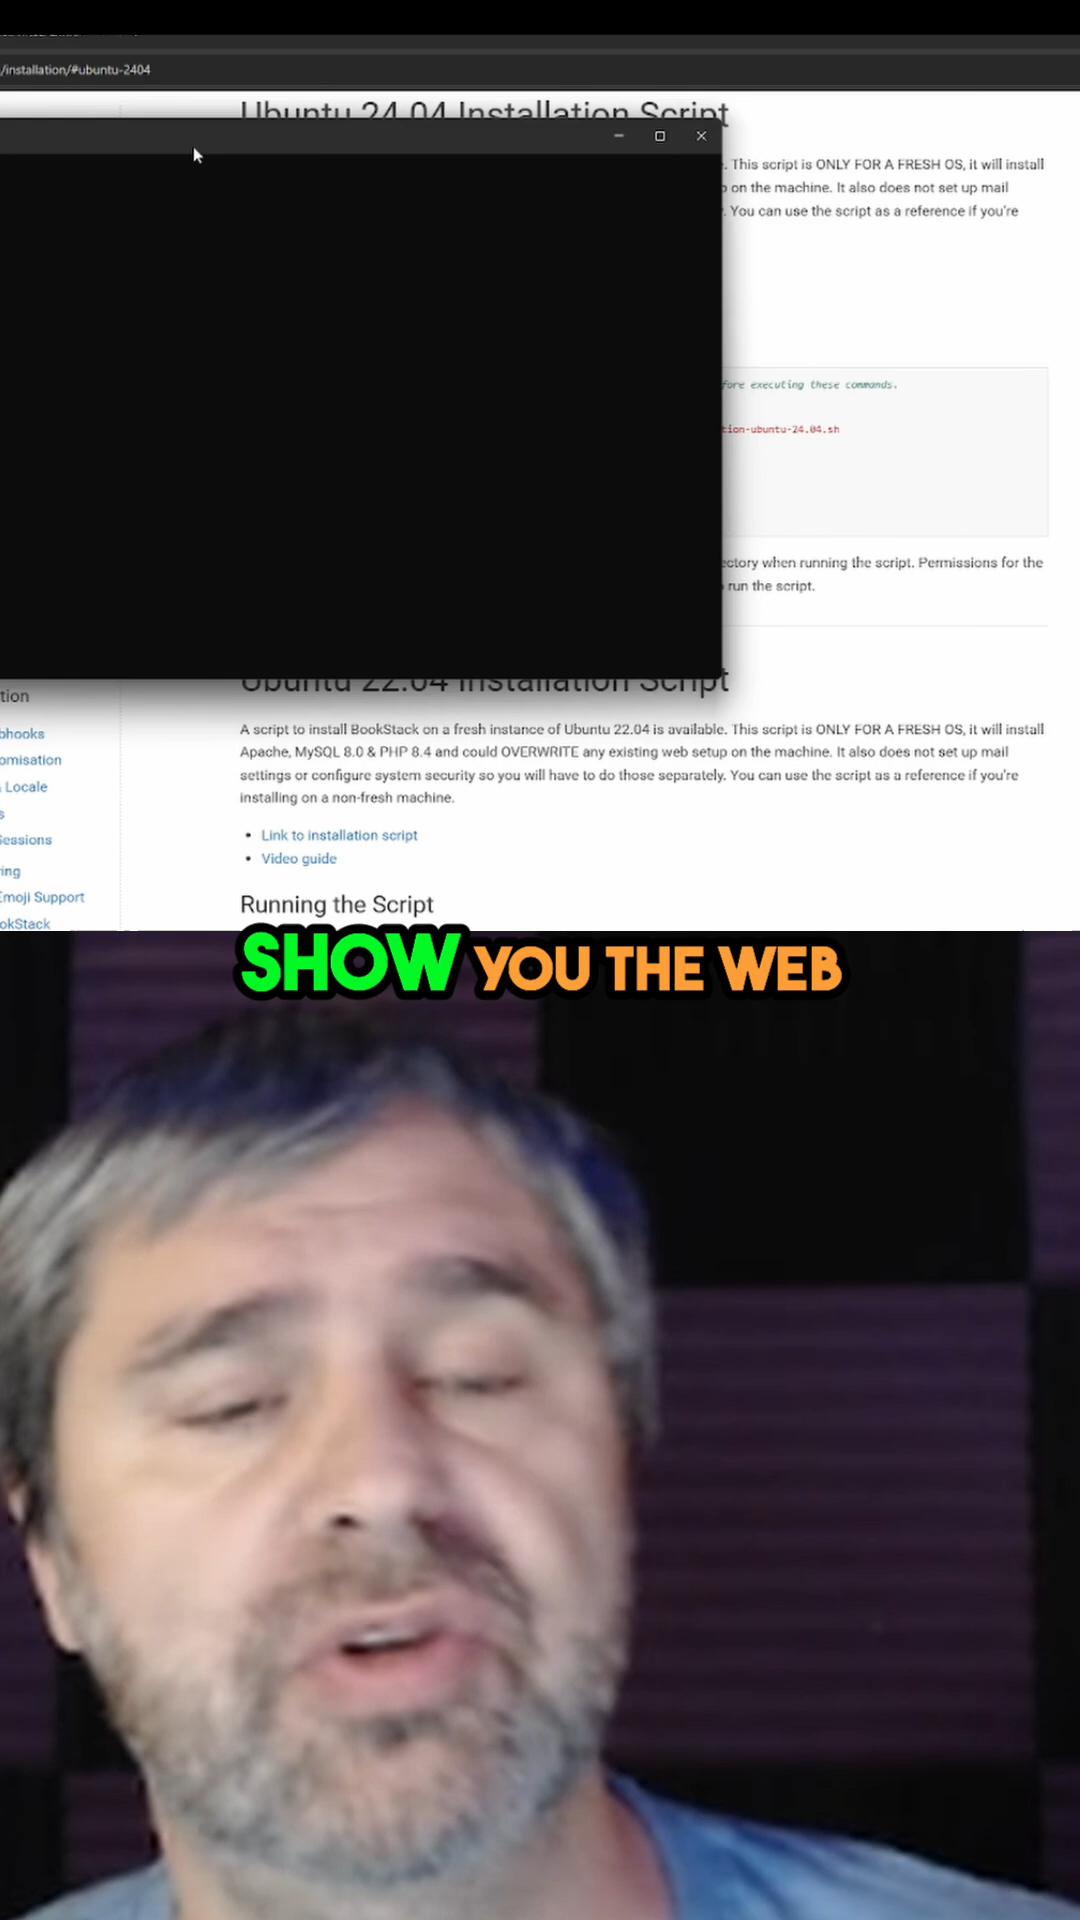 /installation/#ubuntu-2404
Ubuntu 24.04 Installation Script
. This script is ONLY FOR A FRESH OS, it will install
on the machine. It also does not set up mail
. You can use the script as a reference if you're
fore executing these commands.
tion-ubuntu-24.04.sh
ectory when running the script. Permissions for the
run the script.
Ubuntu 22.04 Installation Script
tion
A script to install BookStack on a fresh instance of Ubuntu 22.04 is available. This script is ONLY FOR A FRESH OS, it will install
Apache, MySQL 8.0 & PHP 8.4 and could OVERWRITE any existing web setup on the machine. It also does not set up mail
settings or configure system security so you will have to do those separately. You can use the script as a reference if you're
installing on a non-fresh machine.
• Link to installation script
• Video guide
Running the Script
bhooks
omisation
& Locale
s
Sessions
ring
Emoji Support
okStack
SHOW YOU THE WEB